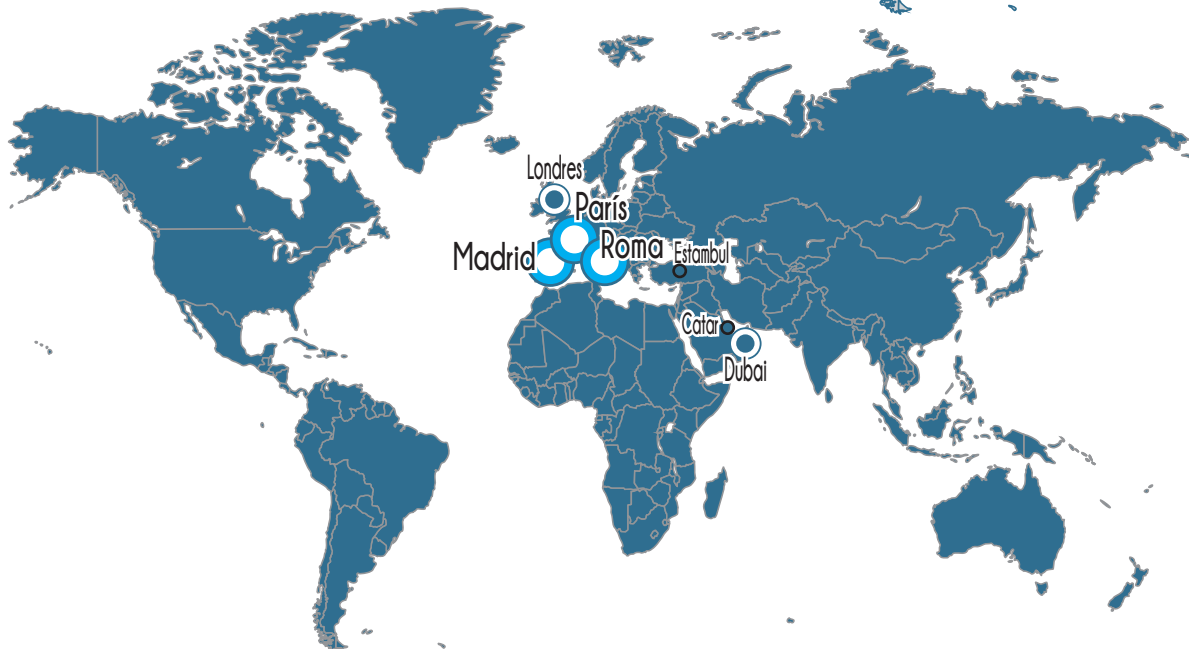 Londres
París
Roma
Madrid
Estambul
Catar
Dubai